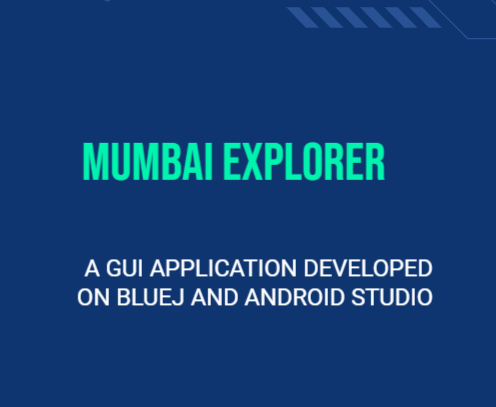 MUMBAI EXPLORER
A GUI APPLICATION DEVELOPED
ON BLUEJ AND ANDROID STUDIO